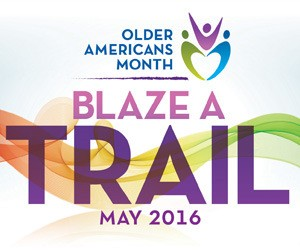 OLDER
AMERICANS
MONTH
BLAZE A
TRAIL
MAY 2016